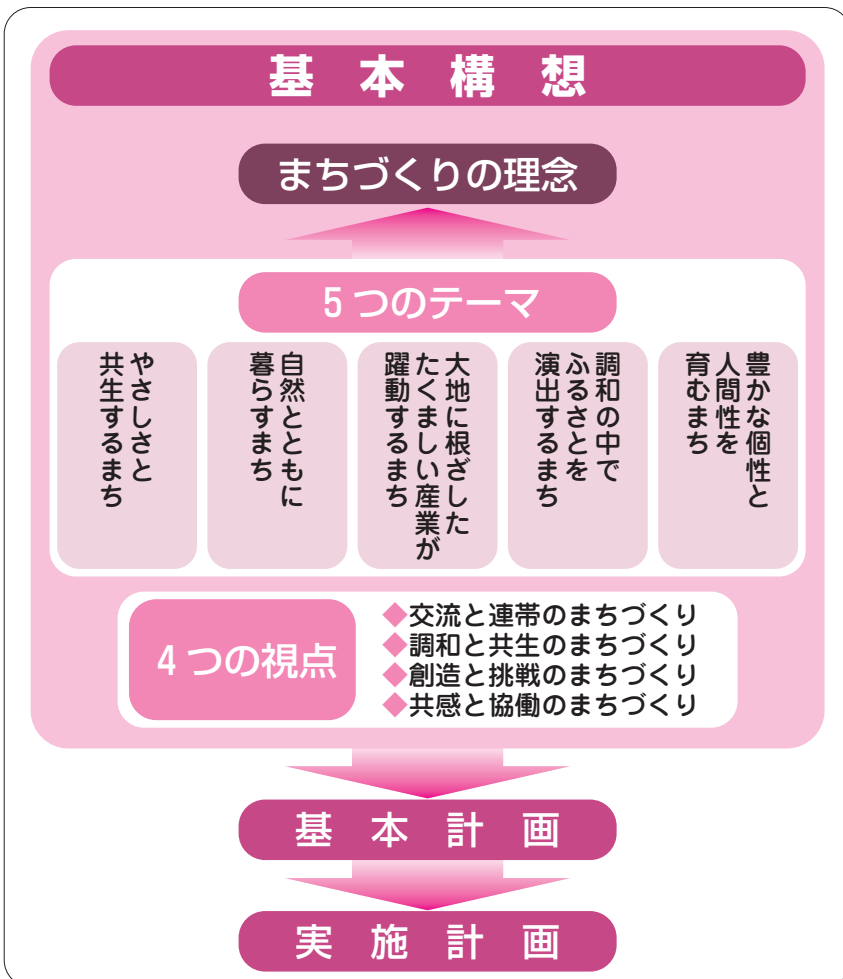 基本構想
まちづくりの理念
5つのテーマ
やさしさと
共生するまち
自然とともに
暮らすまち
大地に根ざした
たくましい産業が
躍動するまち
調和の中で
ふるさとを
演出するまち
豊かな個性と
人間性を
育むまち
4つの視点
◆交流と連帯のまちづくり
◆調和と共生のまちづくり
◆創造と挑戦のまちづくり
◆共感と協働のまちづくり
基本計画
実施計画